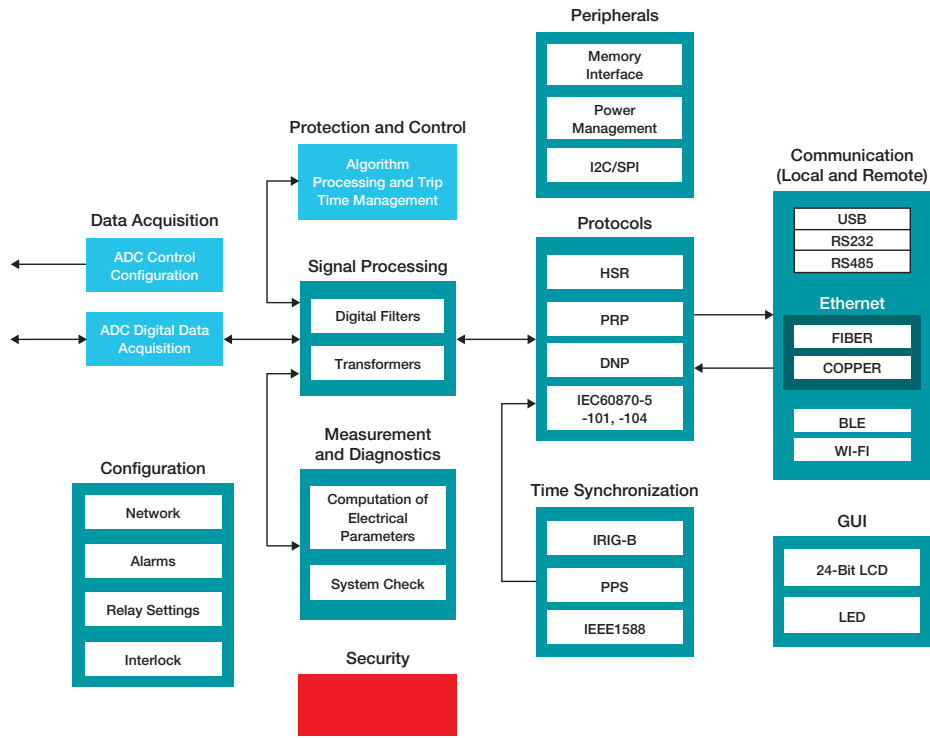 Peripherals
Memory
Interface
Power
Management
I2C/SPI
Protection and Control
Algorithm
Processing and Trip
Time Management
Data Acquisition
ADC Control
Configuration
ADC Digital Data
Acquisition
Signal Processing
Digital Filters
Transformers
Protocols
HSR
PRP
DNP
IEC60870-5
-101, -104
Communication
(Local and Remote)
USB
RS232
RS485
Ethernet
FIBER
COPPER
BLE
WI-FI
Configuration
Network
Alarms
Relay Settings
Interlock
Measurement
and Diagnostics
Computation of
Electrical
Parameters
System Check
Time Synchronization
IRIG-B
PPS
IEEE1588
GUI
24-Bit LCD
LED
Security